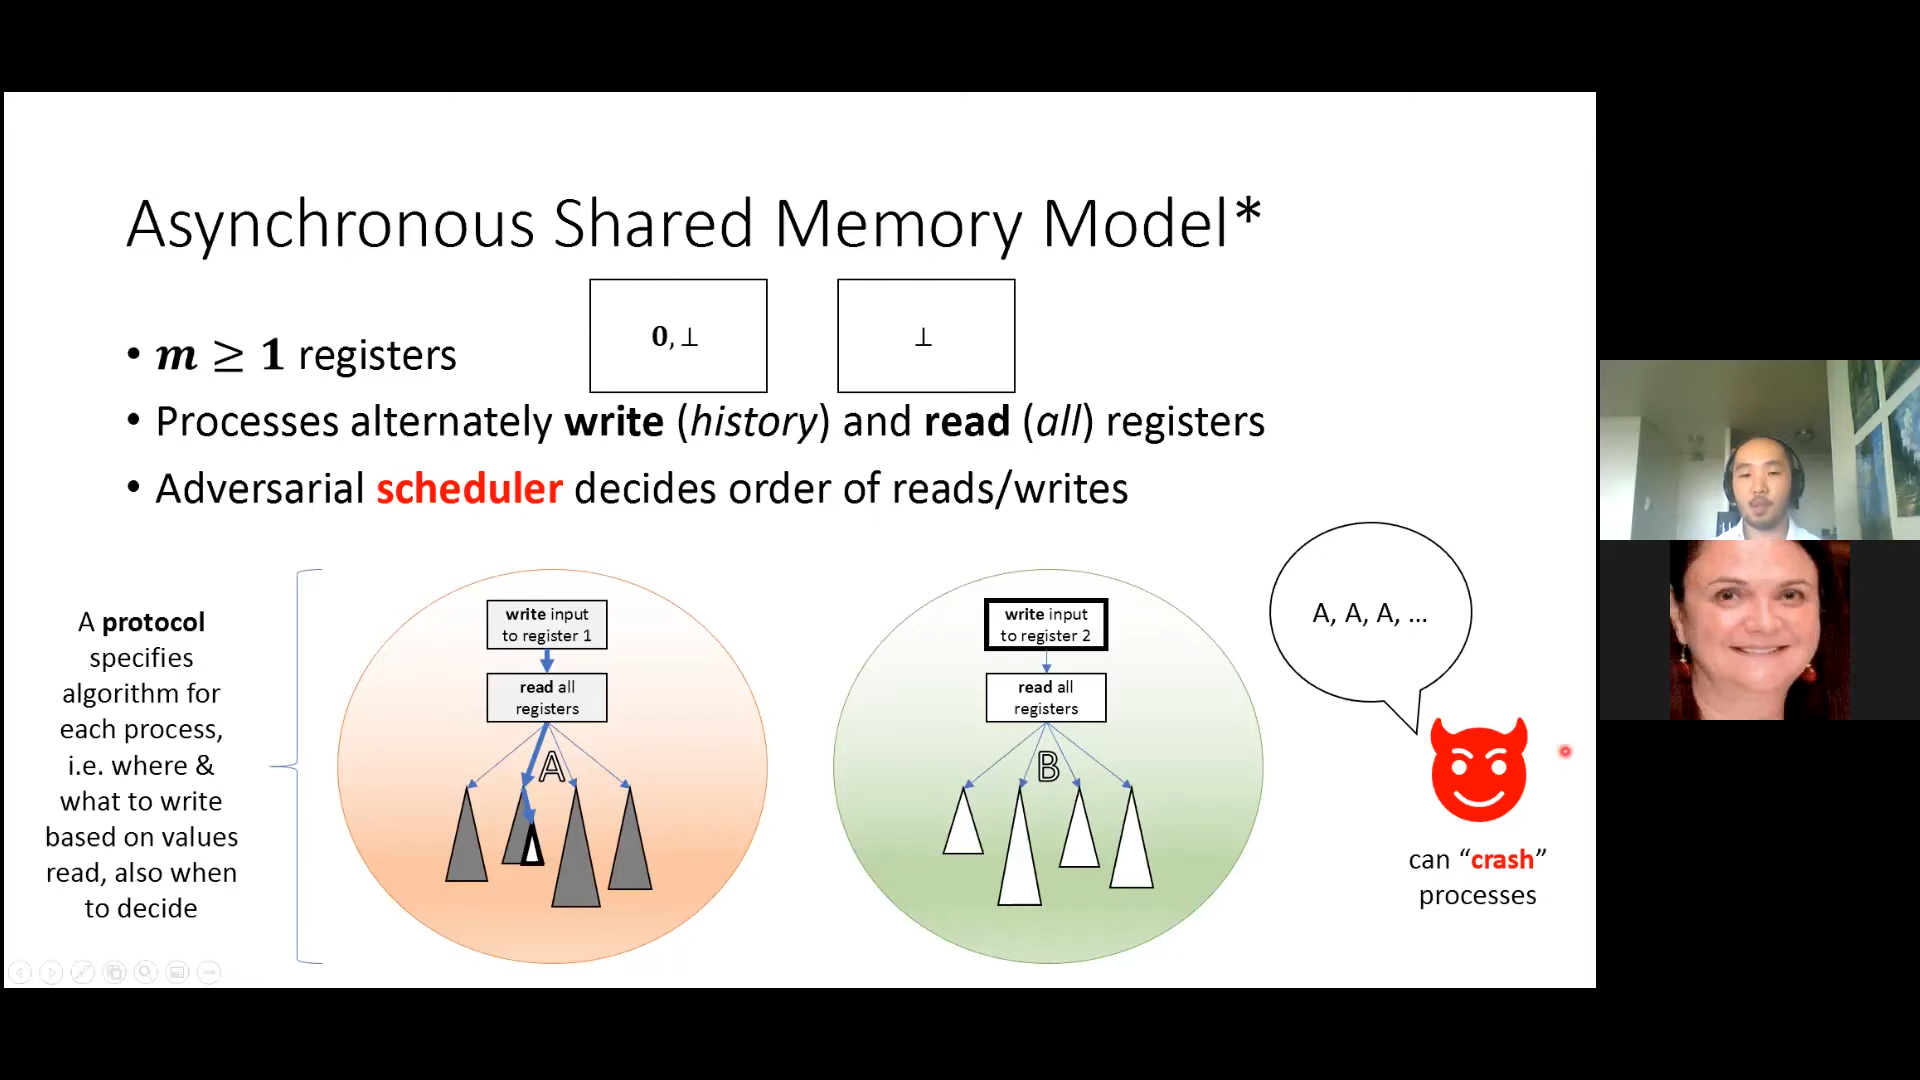 Asynchronous Shared Memory Model*
0, ⊥
⊥
• m ≥ 1 registers
• Processes alternately write (history) and read (all) registers
• Adversarial scheduler decides order of reads/writes
A protocol
specifies
algorithm for
each process,
i.e. where &
what to write
based on values
read, also when
to decide
write input
to register 1
read all
registers
A
write input
to register 2
read all
registers
B
A, A, A, ...
can “crash”
processes